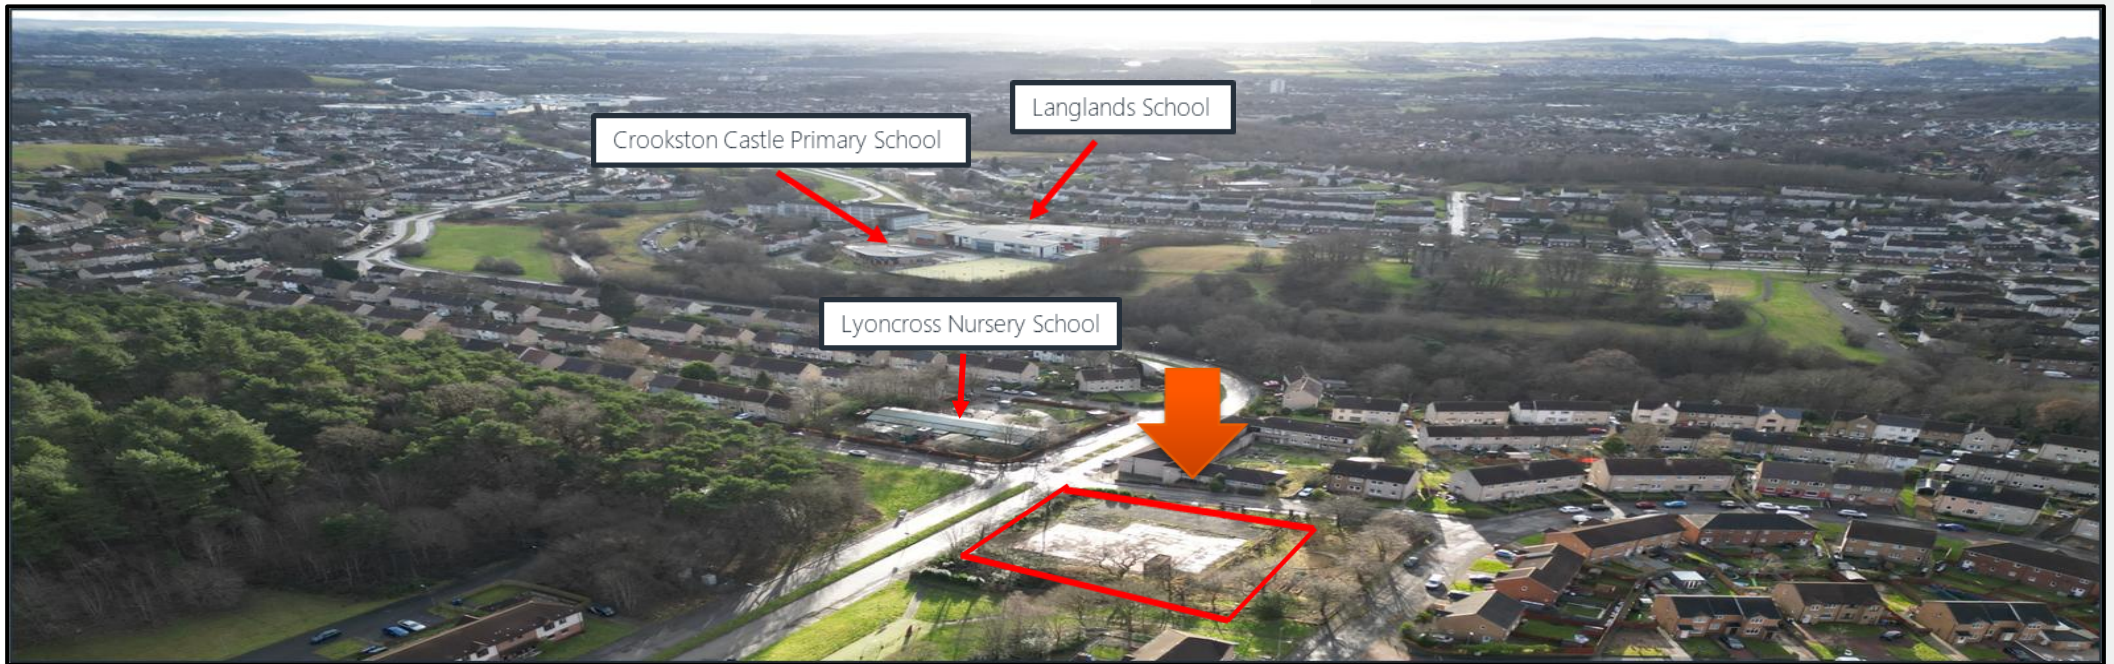 Langlands School
Crookston Castle Primary School
Lyoncross Nursery School